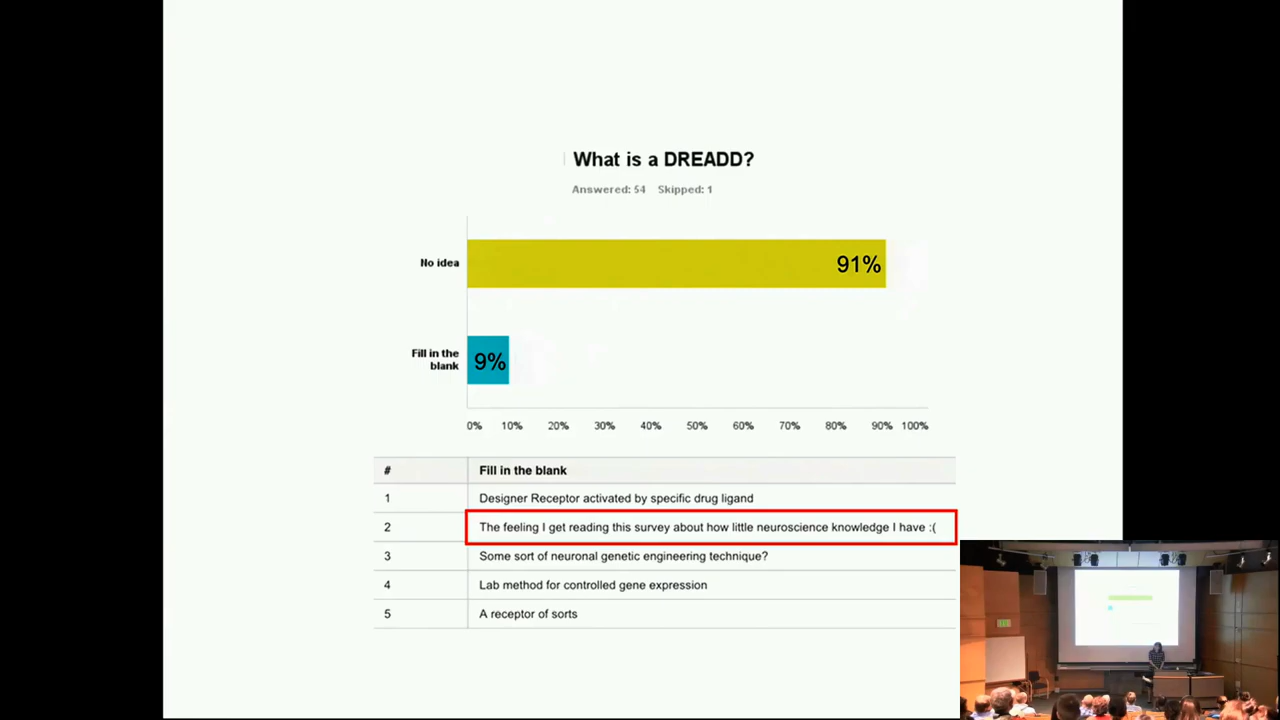 What is a DREADD?
Answered: 54 Skipped: 1
No idea
91%
Fill in the
blank
9%
0% 10% 20% 30% 40% 50% 60% 70% 80% 90% 100%
# Fill in the blank
1 Designer Receptor activated by specific drug ligand
2 The feeling I get reading this survey about how little neuroscience knowledge I have :(
3 Some sort of neuronal genetic engineering technique?
4 Lab method for controlled gene expression
5 A receptor of sorts